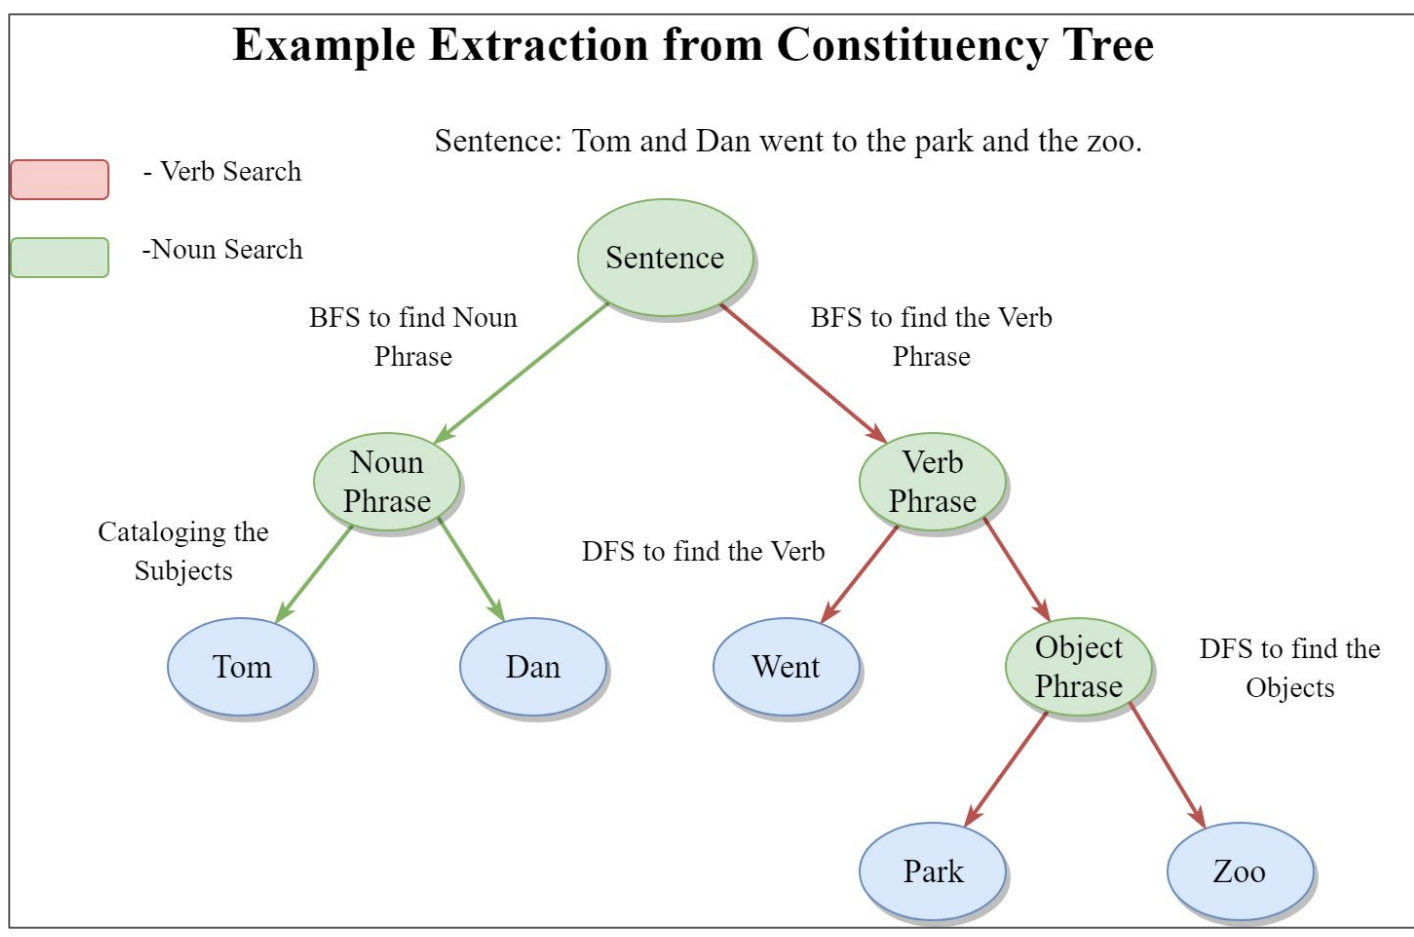 Example Extraction from Constituency Tree
Sentence: Tom and Dan went to the park and the zoo.
- Verb Search
-Noun Search
Sentence
BFS to find Noun
Phrase
BFS to find the Verb
Phrase
Noun
Phrase
Verb
Phrase
Cataloging the
Subjects
DFS to find the Verb
Tom
Dan
Went
Object
Phrase
DFS to find the
Objects
Park
Zoo